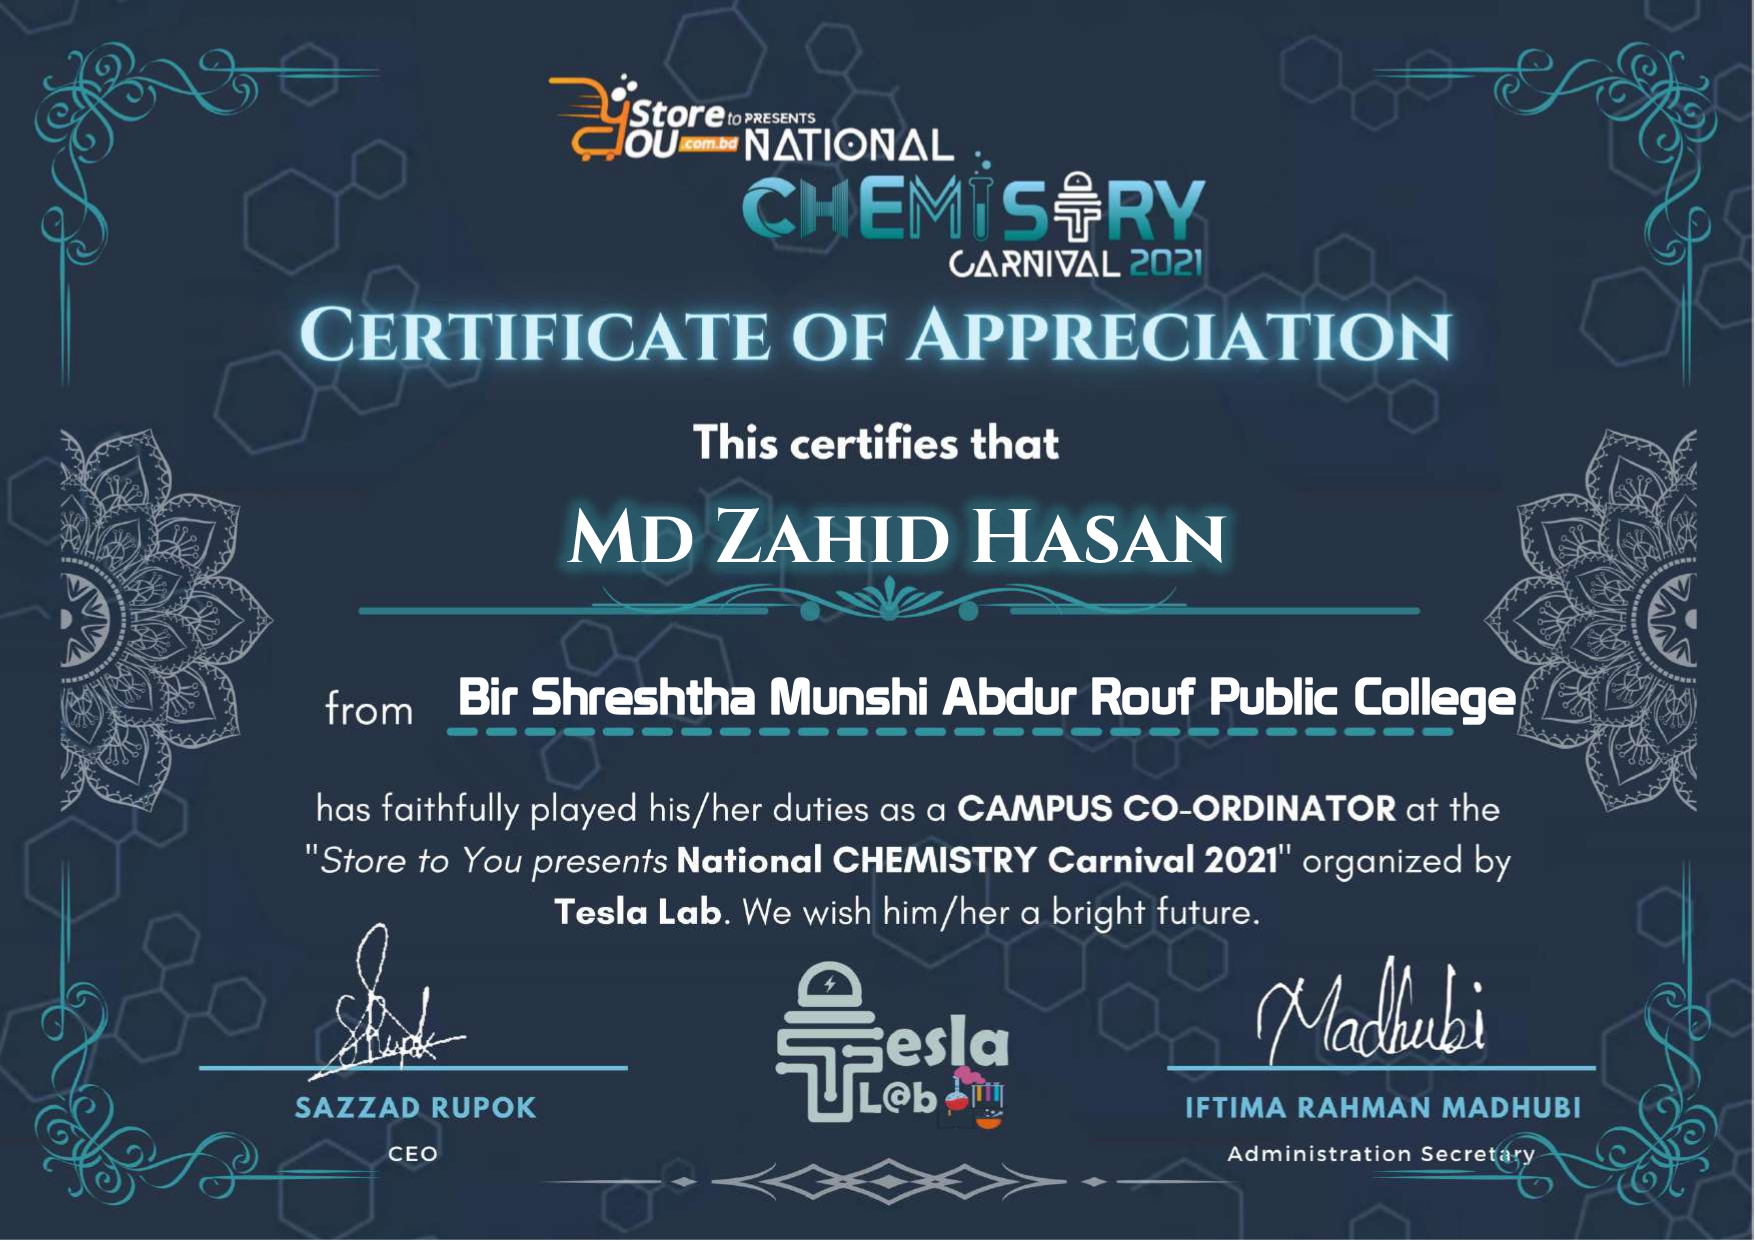 Store to PRESENTS
YOU .com.bd NATIONAL
CHEMISTRY
CARNIVAL 2021
CERTIFICATE OF APPRECIATION
This certifies that
MD ZAHID HASAN
from Bir Shreshtha Munshi Abdur Rouf Public College
has faithfully played his/her duties as a CAMPUS CO-ORDINATOR at the
"Store to You presents National CHEMISTRY Carnival 2021" organized by
Tesla Lab. We wish him/her a bright future.
Rupok
Madhubi
Tesla
L@b
SAZZAD RUPOK
IFTIMA RAHMAN MADHUBI
CEO
Administration Secretary